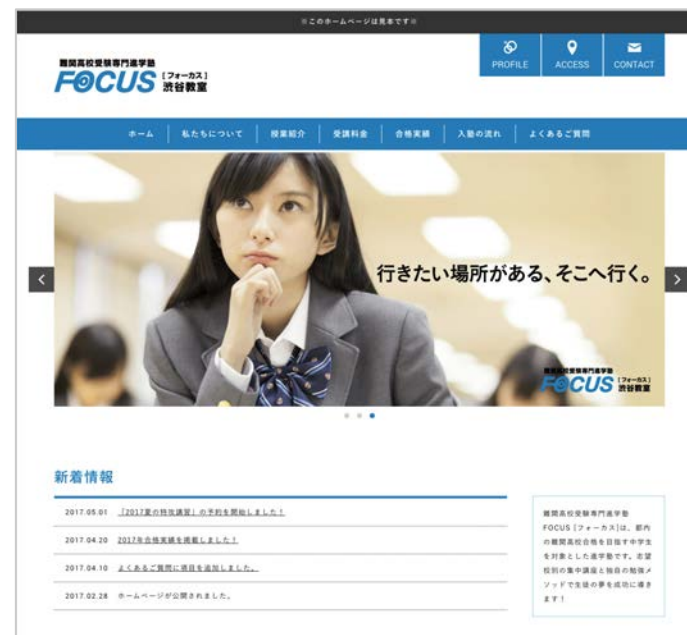 ※このホームページは見本です※
難関高校受験専門進学塾
FOCUS [フォーカス] 渋谷教室
PROFILE ACCESS CONTACT
ホーム 私たちについて 授業紹介 受講料金 合格実績 入塾の流れ よくあるご質問
行きたい場所がある、そこへ行く。
難関高校受験専門進学塾
FOCUS [フォーカス] 渋谷教室
新着情報
2017.05.01 「2017夏の特攻講習」の予約を開始しました！
2017.04.20 2017年合格実績を掲載しました！
2017.04.10 よくあるご質問に項目を追加しました。
2017.02.28 ホームページが公開されました。
難関高校受験専門進学塾
FOCUS [フォーカス] は、都内
の難関高校合格を目指す中学生
を対象とした進学塾です。志望
校別の集中講座と独自の勉強メ
ソッドで生徒の夢を成功に導き
ます！